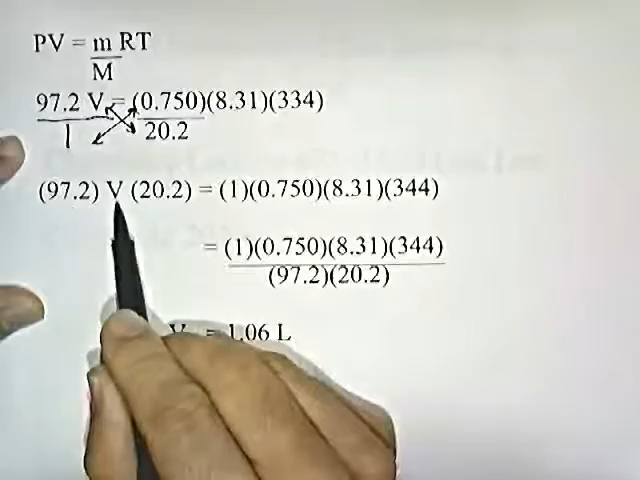 PV = m RT
M
97.2 V = (0.750)(8.31)(334)
1 20.2
(97.2) V (20.2) = (1)(0.750)(8.31)(344)
= (1)(0.750)(8.31)(344)
(97.2)(20.2)
V = 1.06 L